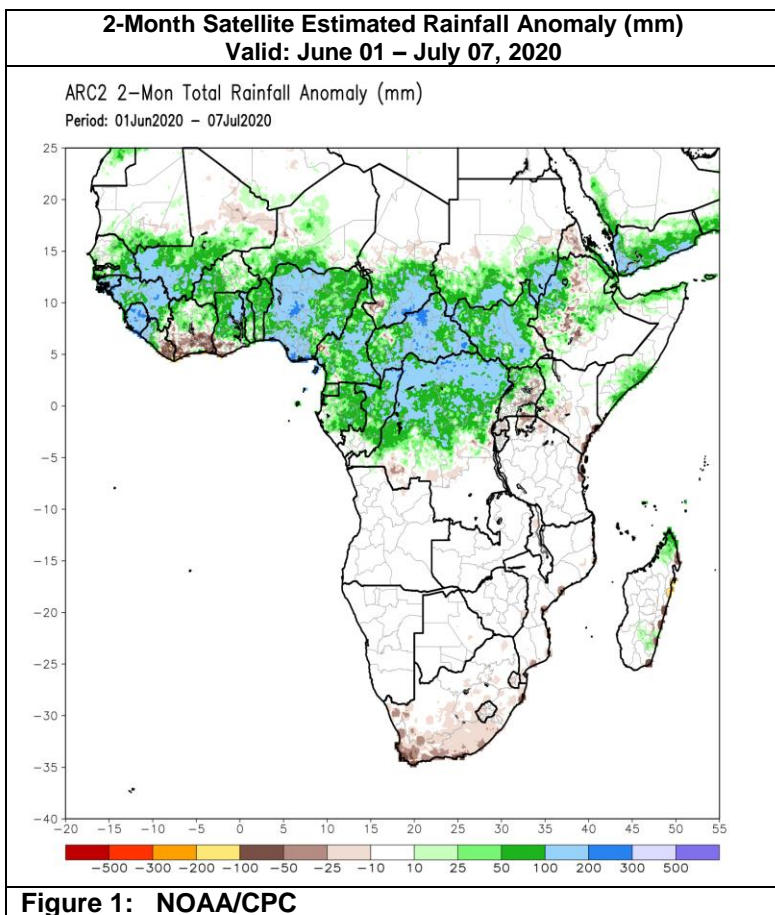 2-Month Satellite Estimated Rainfall Anomaly (mm)
Valid: June 01 – July 07, 2020
ARC2 2-Mon Total Rainfall Anomaly (mm)
Period: 01Jun2020 – 07Jul2020
25
20
15
10
5
0
-5
-10
-15
-20
-25
-30
-35
-40
-20 -15 -10 -5 0 5 10 15 20 25 30 35 40 45 50 55
-500 -300 -200 -100 -50 -25 -10 10 25 50 100 200 300 500
Figure 1: NOAA/CPC